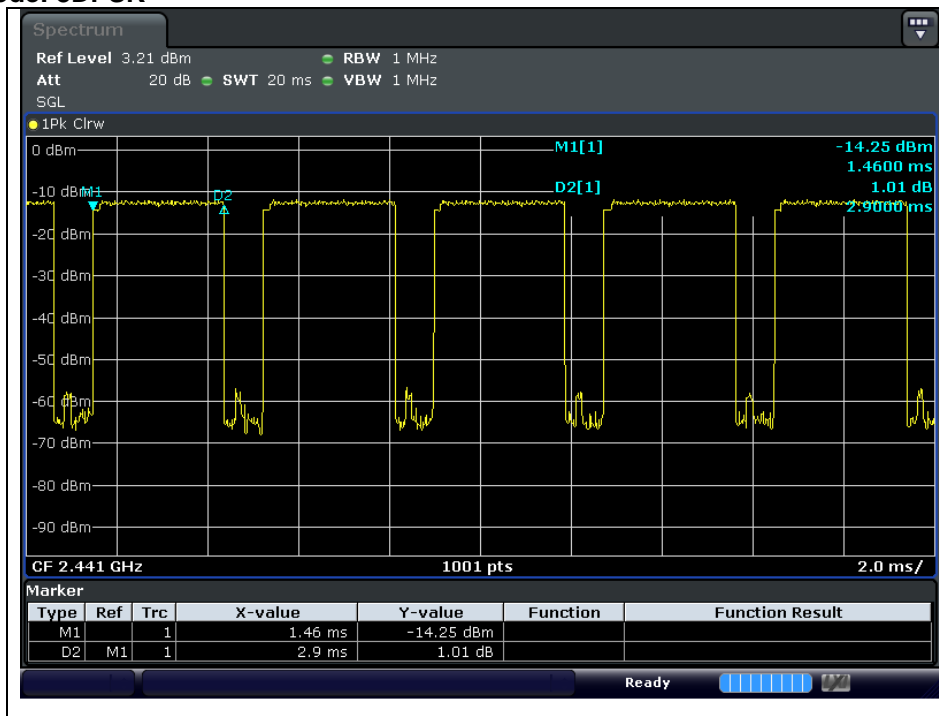 Spectrum
Ref Level 3.21 dBm RBW 1 MHz
Att 20 dB SWT 20 ms VBW 1 MHz
SGL
1Pk Clrw
0 dBm
M1[1] -14.25 dBm
1.4600 ms
-10 dBm M1 D2 D2[1] 1.01 dB
2.9000 ms
-20 dBm
-30 dBm
-40 dBm
-50 dBm
-60 dBm
-70 dBm
-80 dBm
-90 dBm
CF 2.441 GHz 1001 pts 2.0 ms/
Marker
Type Ref Trc X-value Y-value Function Function Result
M1 1 1.46 ms -14.25 dBm
D2 M1 1 2.9 ms 1.01 dB
Ready